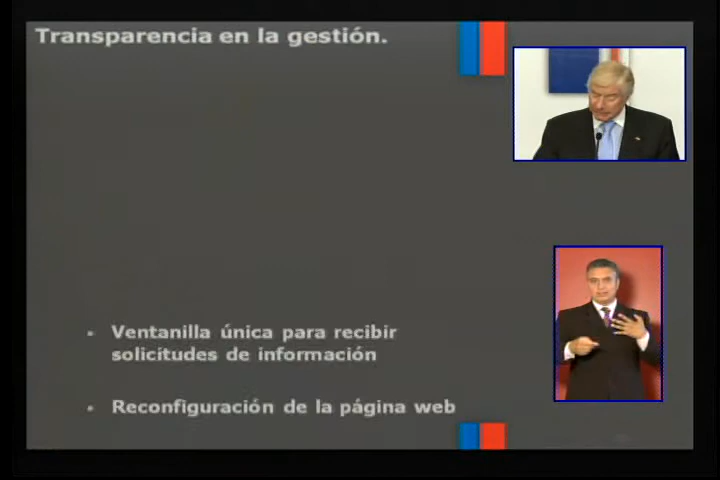 Transparencia en la gestión.
• Ventanilla única para recibir
solicitudes de información
• Reconfiguración de la página web